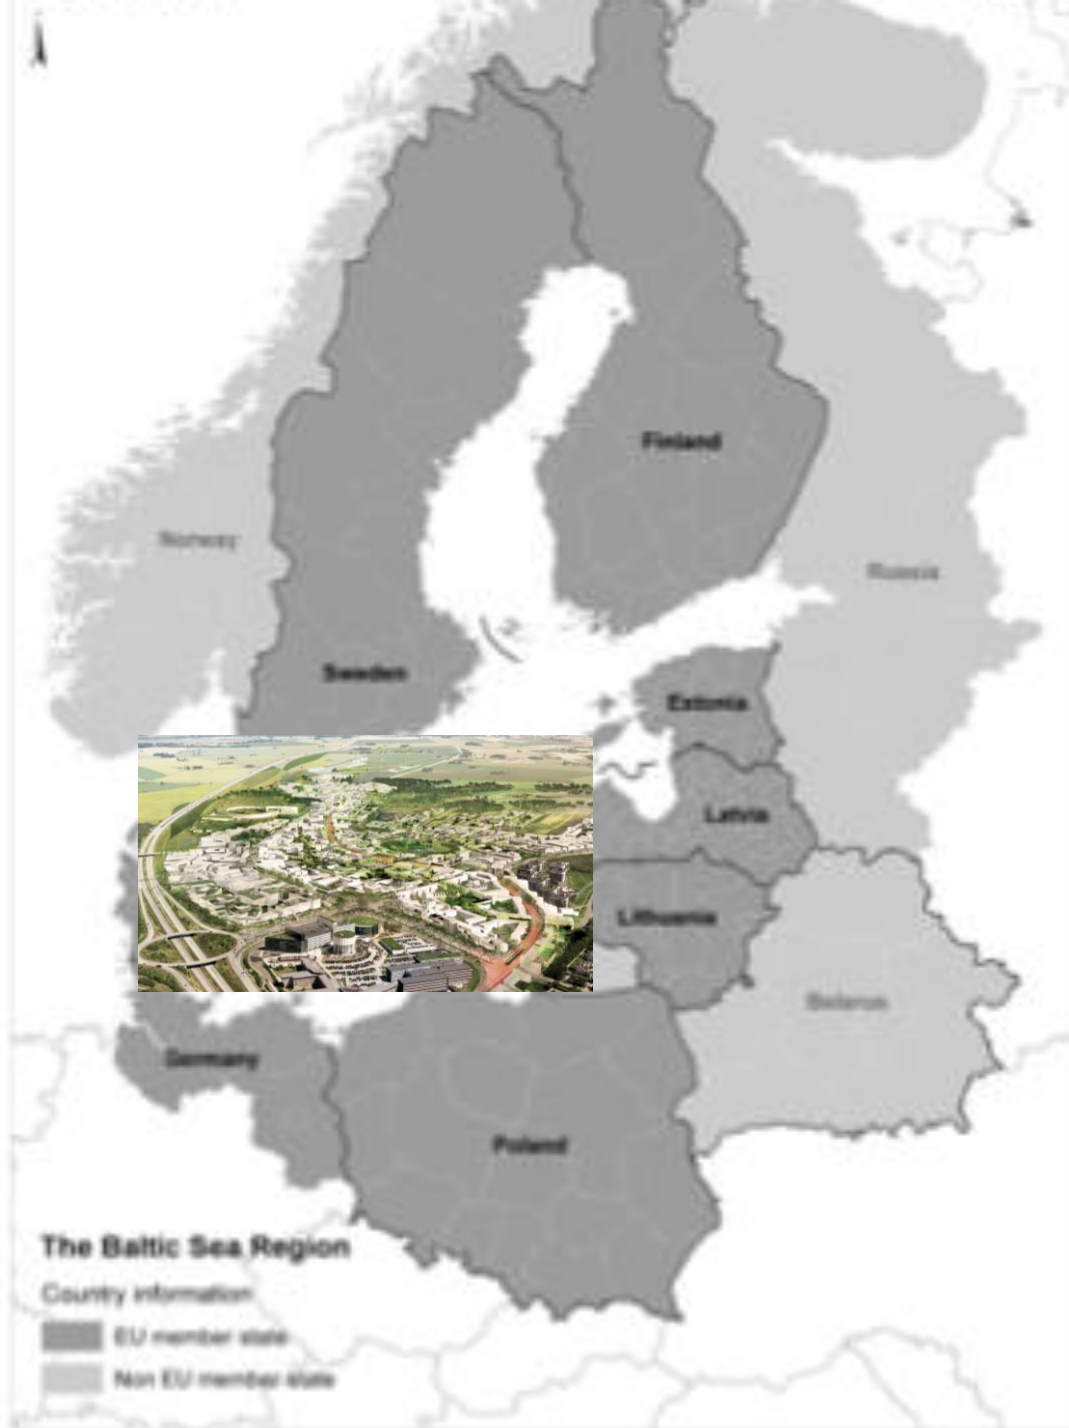 Finland
Norway
Russia
Sweden
Estonia
Latvia
Lithuania
Belarus
Germany
Poland
The Baltic Sea Region
Country information
EU member state
Non EU member state